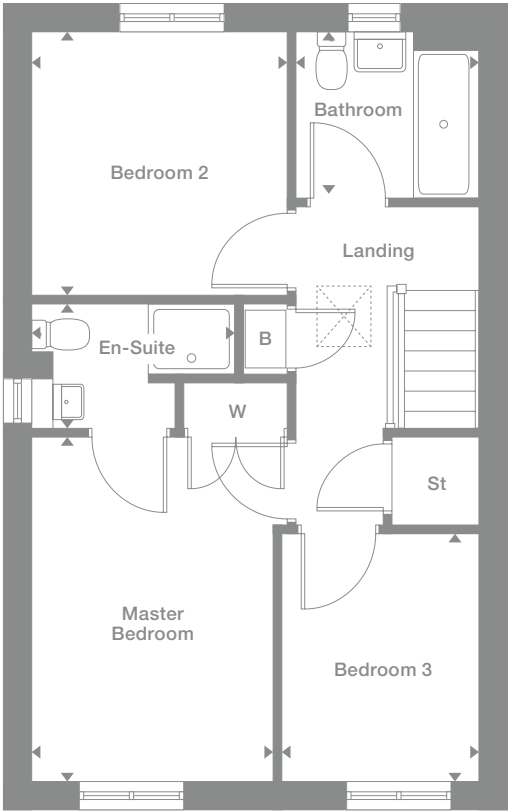 Bathroom
Bedroom 2
Landing
En-Suite
B
W
St
Master
Bedroom
Bedroom 3